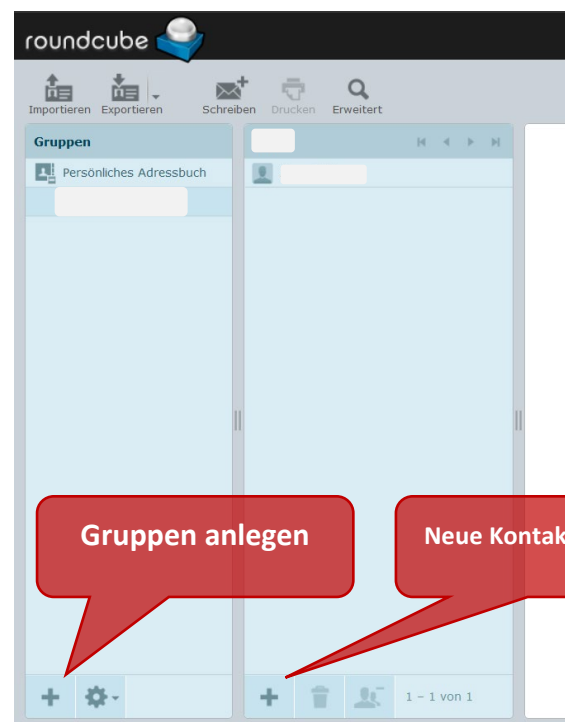 roundcube
Importieren Exportieren Schreiben Drucken Erweitert
Gruppen
Persönliches Adressbuch
Gruppen anlegen
Neue Kontak
1 – 1 von 1